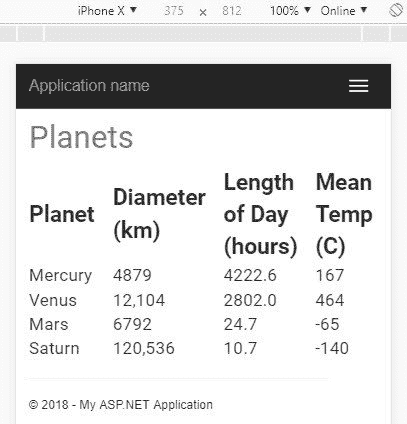 iPhone X ▼ 375 x 812 100% ▼ Online ▼
Application name
Planets
Planet Diameter (km) Length of Day (hours) Mean Temp (C)
Mercury 4879 4222.6 167
Venus 12,104 2802.0 464
Mars 6792 24.7 -65
Saturn 120,536 10.7 -140
© 2018 - My ASP.NET Application